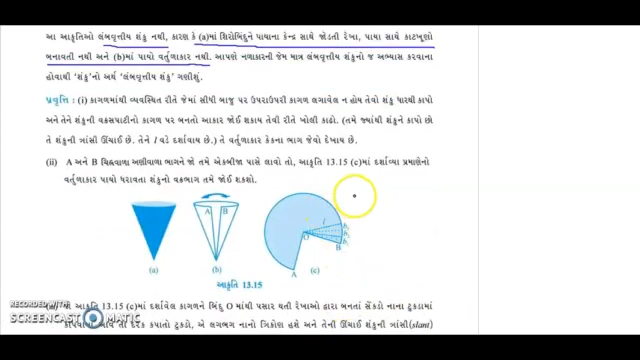 આ આકૃતિઓ લંબવૃત્તીય શંકુ નથી, કારણ કે (a)માં શિરોબિંદુને પાયાના કેન્દ્ર સાથે જોડતી રેખા, પાયા સાથે કાટખૂણો
બનાવતી નથી અને (b)માં પાયો વર્તુળાકાર નથી. આપણે નળાકારની જેમ માત્ર લંબવૃત્તીય શંકુનો જ અભ્યાસ કરવાના
હોવાથી 'શંકુ'નો અર્થ 'લંબવૃત્તીય શંકુ' ગણીશું.
પ્રવૃત્તિ : (i) કાગળમાંથી વ્યવસ્થિત રીતે જેમાં સીધી બાજુ પર ઉપરાઉપરી કાગળ લગાવેલ ન હોય તેવો શંકુ ધારથી કાપો
અને તેને શંકુની વક્રસપાટીનો કાગળ પર બનતો આકાર જોઈ શકાય તેવી રીતે ખોલી કાઢો. (તમે જ્યાંથી શંકુને કાપો છો
તે શંકુની ત્રાંસી ઊંચાઈ છે. તેને l વડે દર્શાવાય છે.) તે વર્તુળાકાર કેકના ભાગ જેવો દેખાય છે.
(ii) A અને B ચિહ્નવાળા અણીવાળા ભાગને જો તમે એકબીજા પાસે લાવો તો, આકૃતિ 13.15 (c)માં દર્શાવ્યા પ્રમાણેનો
વર્તુળાકાર પાયો ધરાવતા શંકુનો વક્રભાગ તમે જોઈ શકશો.
A B
l
O
B
A
(a) (b) (c)
આકૃતિ 13.15
જો આકૃતિ 13.15 (c)માં દર્શાવેલ કાગળને બિંદુ O માંથી પસાર થતી રેખાઓ દ્વારા બનતાં સેંકડો નાના ટુકડામાં
કાપવામાં આવે તો દરેક કપાતો ટુકડો, એ લગભગ નાનો ત્રિકોણ હશે અને તેની ઊંચાઈ શંકુની ત્રાંસી (slant)
RECORDED WITH
SCREENCAST MATIC